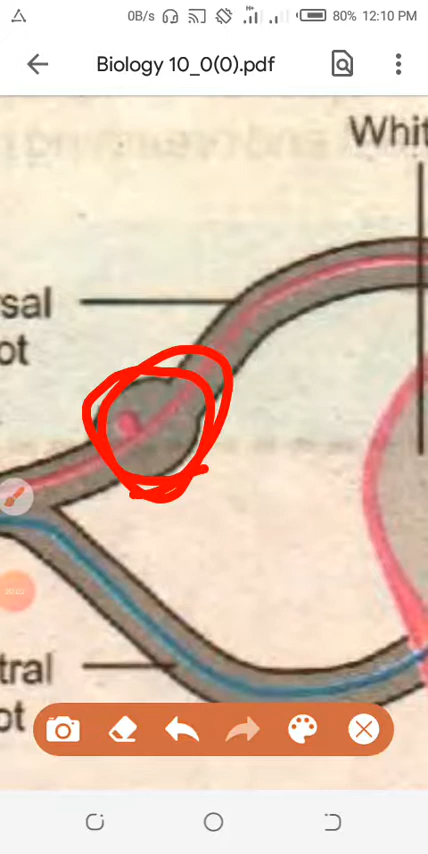 0B/s H+ 80% 12:10 PM
Biology 10_0(0).pdf
Whit
rsal
ot
tral
ot